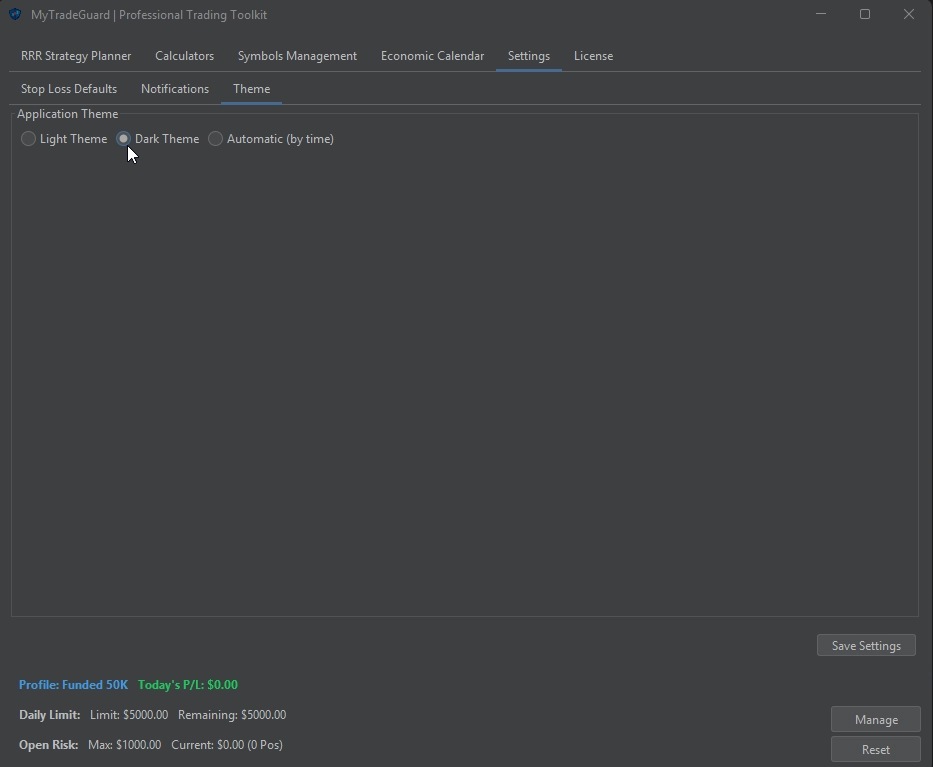 MyTradeGuard | Professional Trading Toolkit
RRR Strategy Planner Calculators Symbols Management Economic Calendar Settings License
Stop Loss Defaults Notifications Theme
Application Theme
Light Theme Dark Theme Automatic (by time)
Save Settings
Profile: Funded 50K Today's P/L: $0.00
Daily Limit: Limit: $5000.00 Remaining: $5000.00
Manage
Open Risk: Max: $1000.00 Current: $0.00 (0 Pos)
Reset